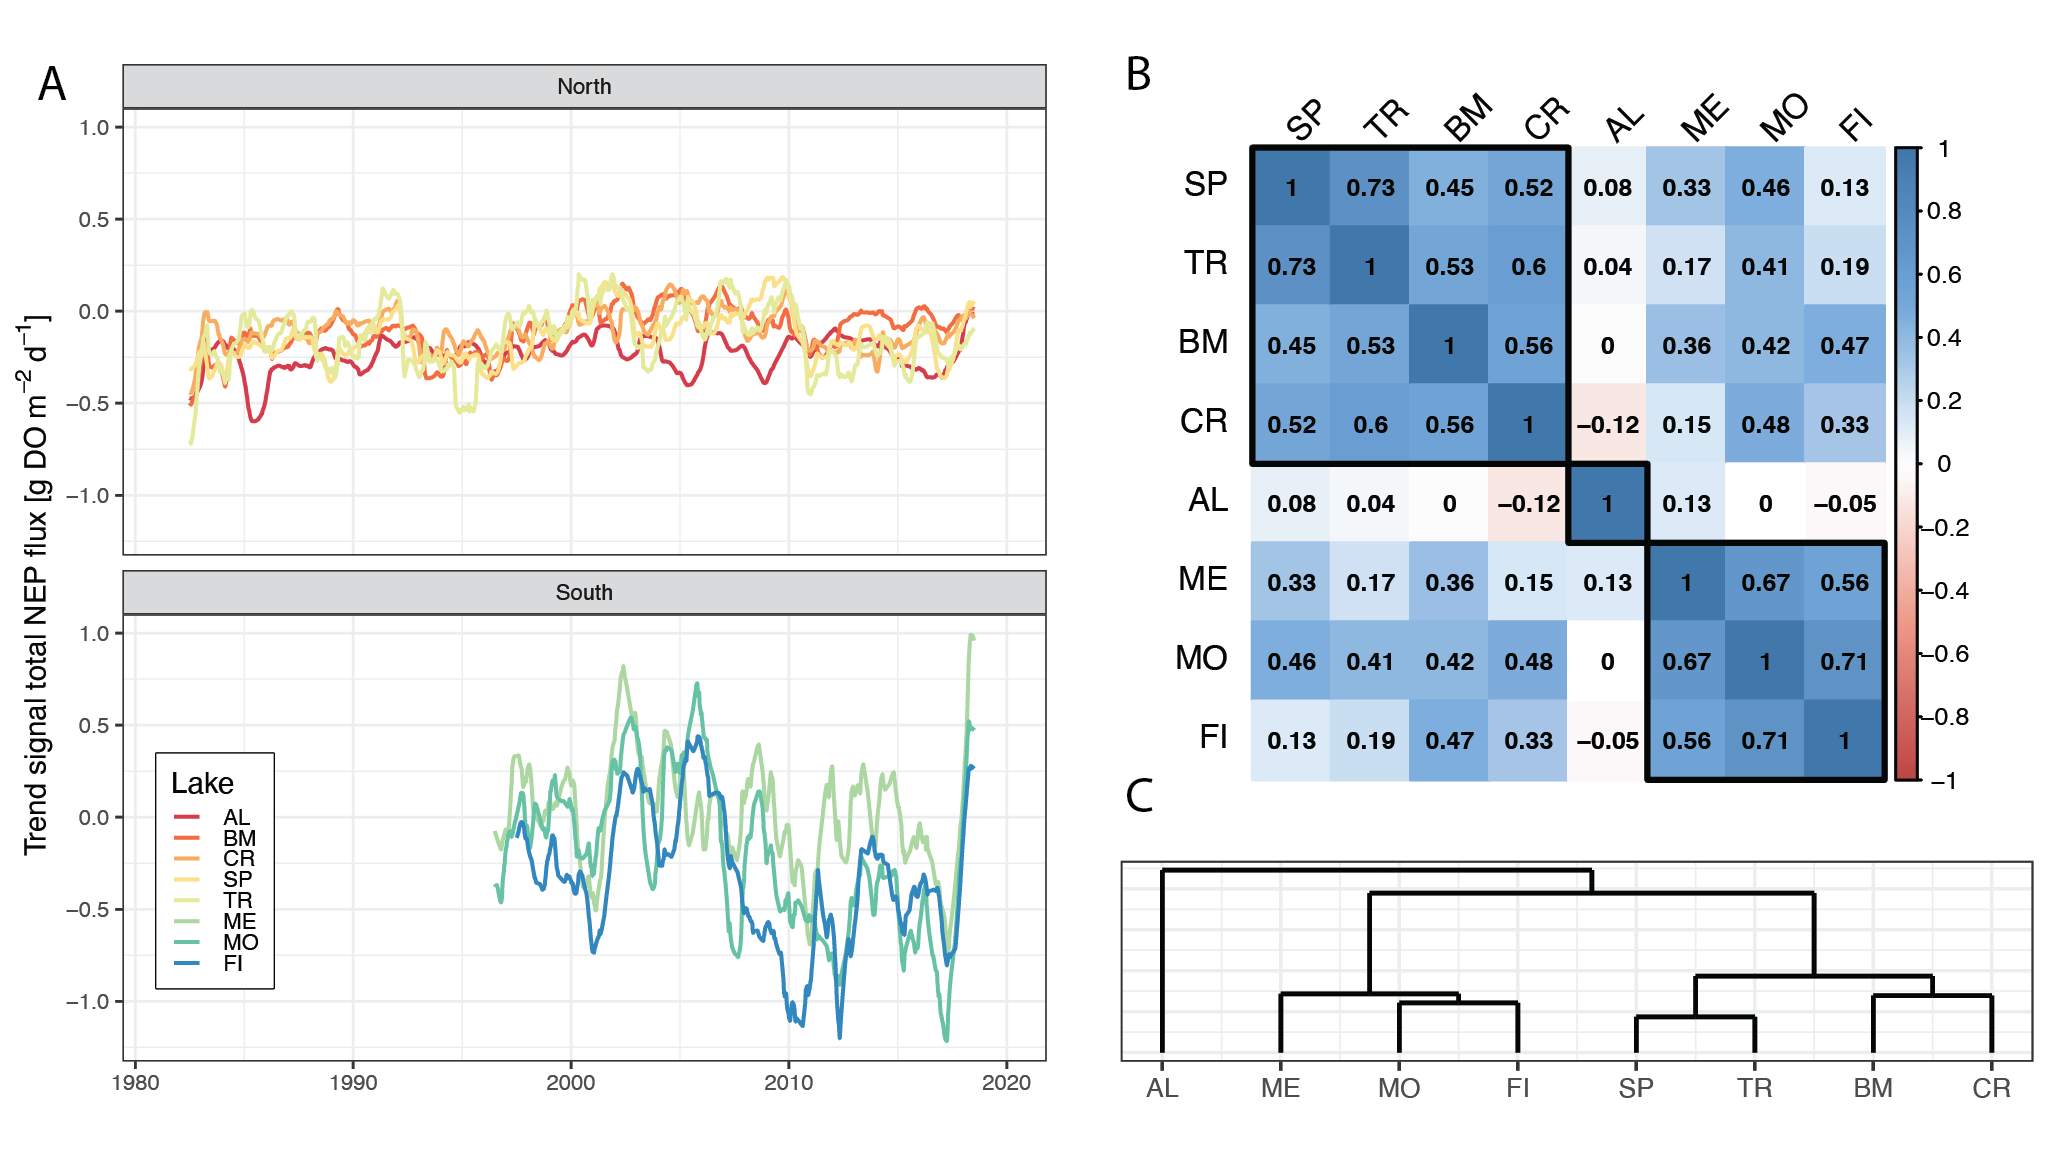 A
North
1.0
0.5
0.0
−0.5
−1.0
South
1.0
0.5
0.0
−0.5
−1.0
1980 1990 2000 2010 2020
Trend signal total NEP flux [g DO m−2 d−1]
Lake
AL
BM
CR
SP
TR
ME
MO
FI
B
SP TR BM CR AL ME MO FI
SP 1 0.73 0.45 0.52 0.08 0.33 0.46 0.13
TR 0.73 1 0.53 0.6 0.04 0.17 0.41 0.19
BM 0.45 0.53 1 0.56 0 0.36 0.42 0.47
CR 0.52 0.6 0.56 1 −0.12 0.15 0.48 0.33
AL 0.08 0.04 0 −0.12 1 0.13 0 −0.05
ME 0.33 0.17 0.36 0.15 0.13 1 0.67 0.56
MO 0.46 0.41 0.42 0.48 0 0.67 1 0.71
FI 0.13 0.19 0.47 0.33 −0.05 0.56 0.71 1
1
0.8
0.6
0.4
0.2
0
−0.2
−0.4
−0.6
−0.8
−1
C
AL ME MO FI SP TR BM CR